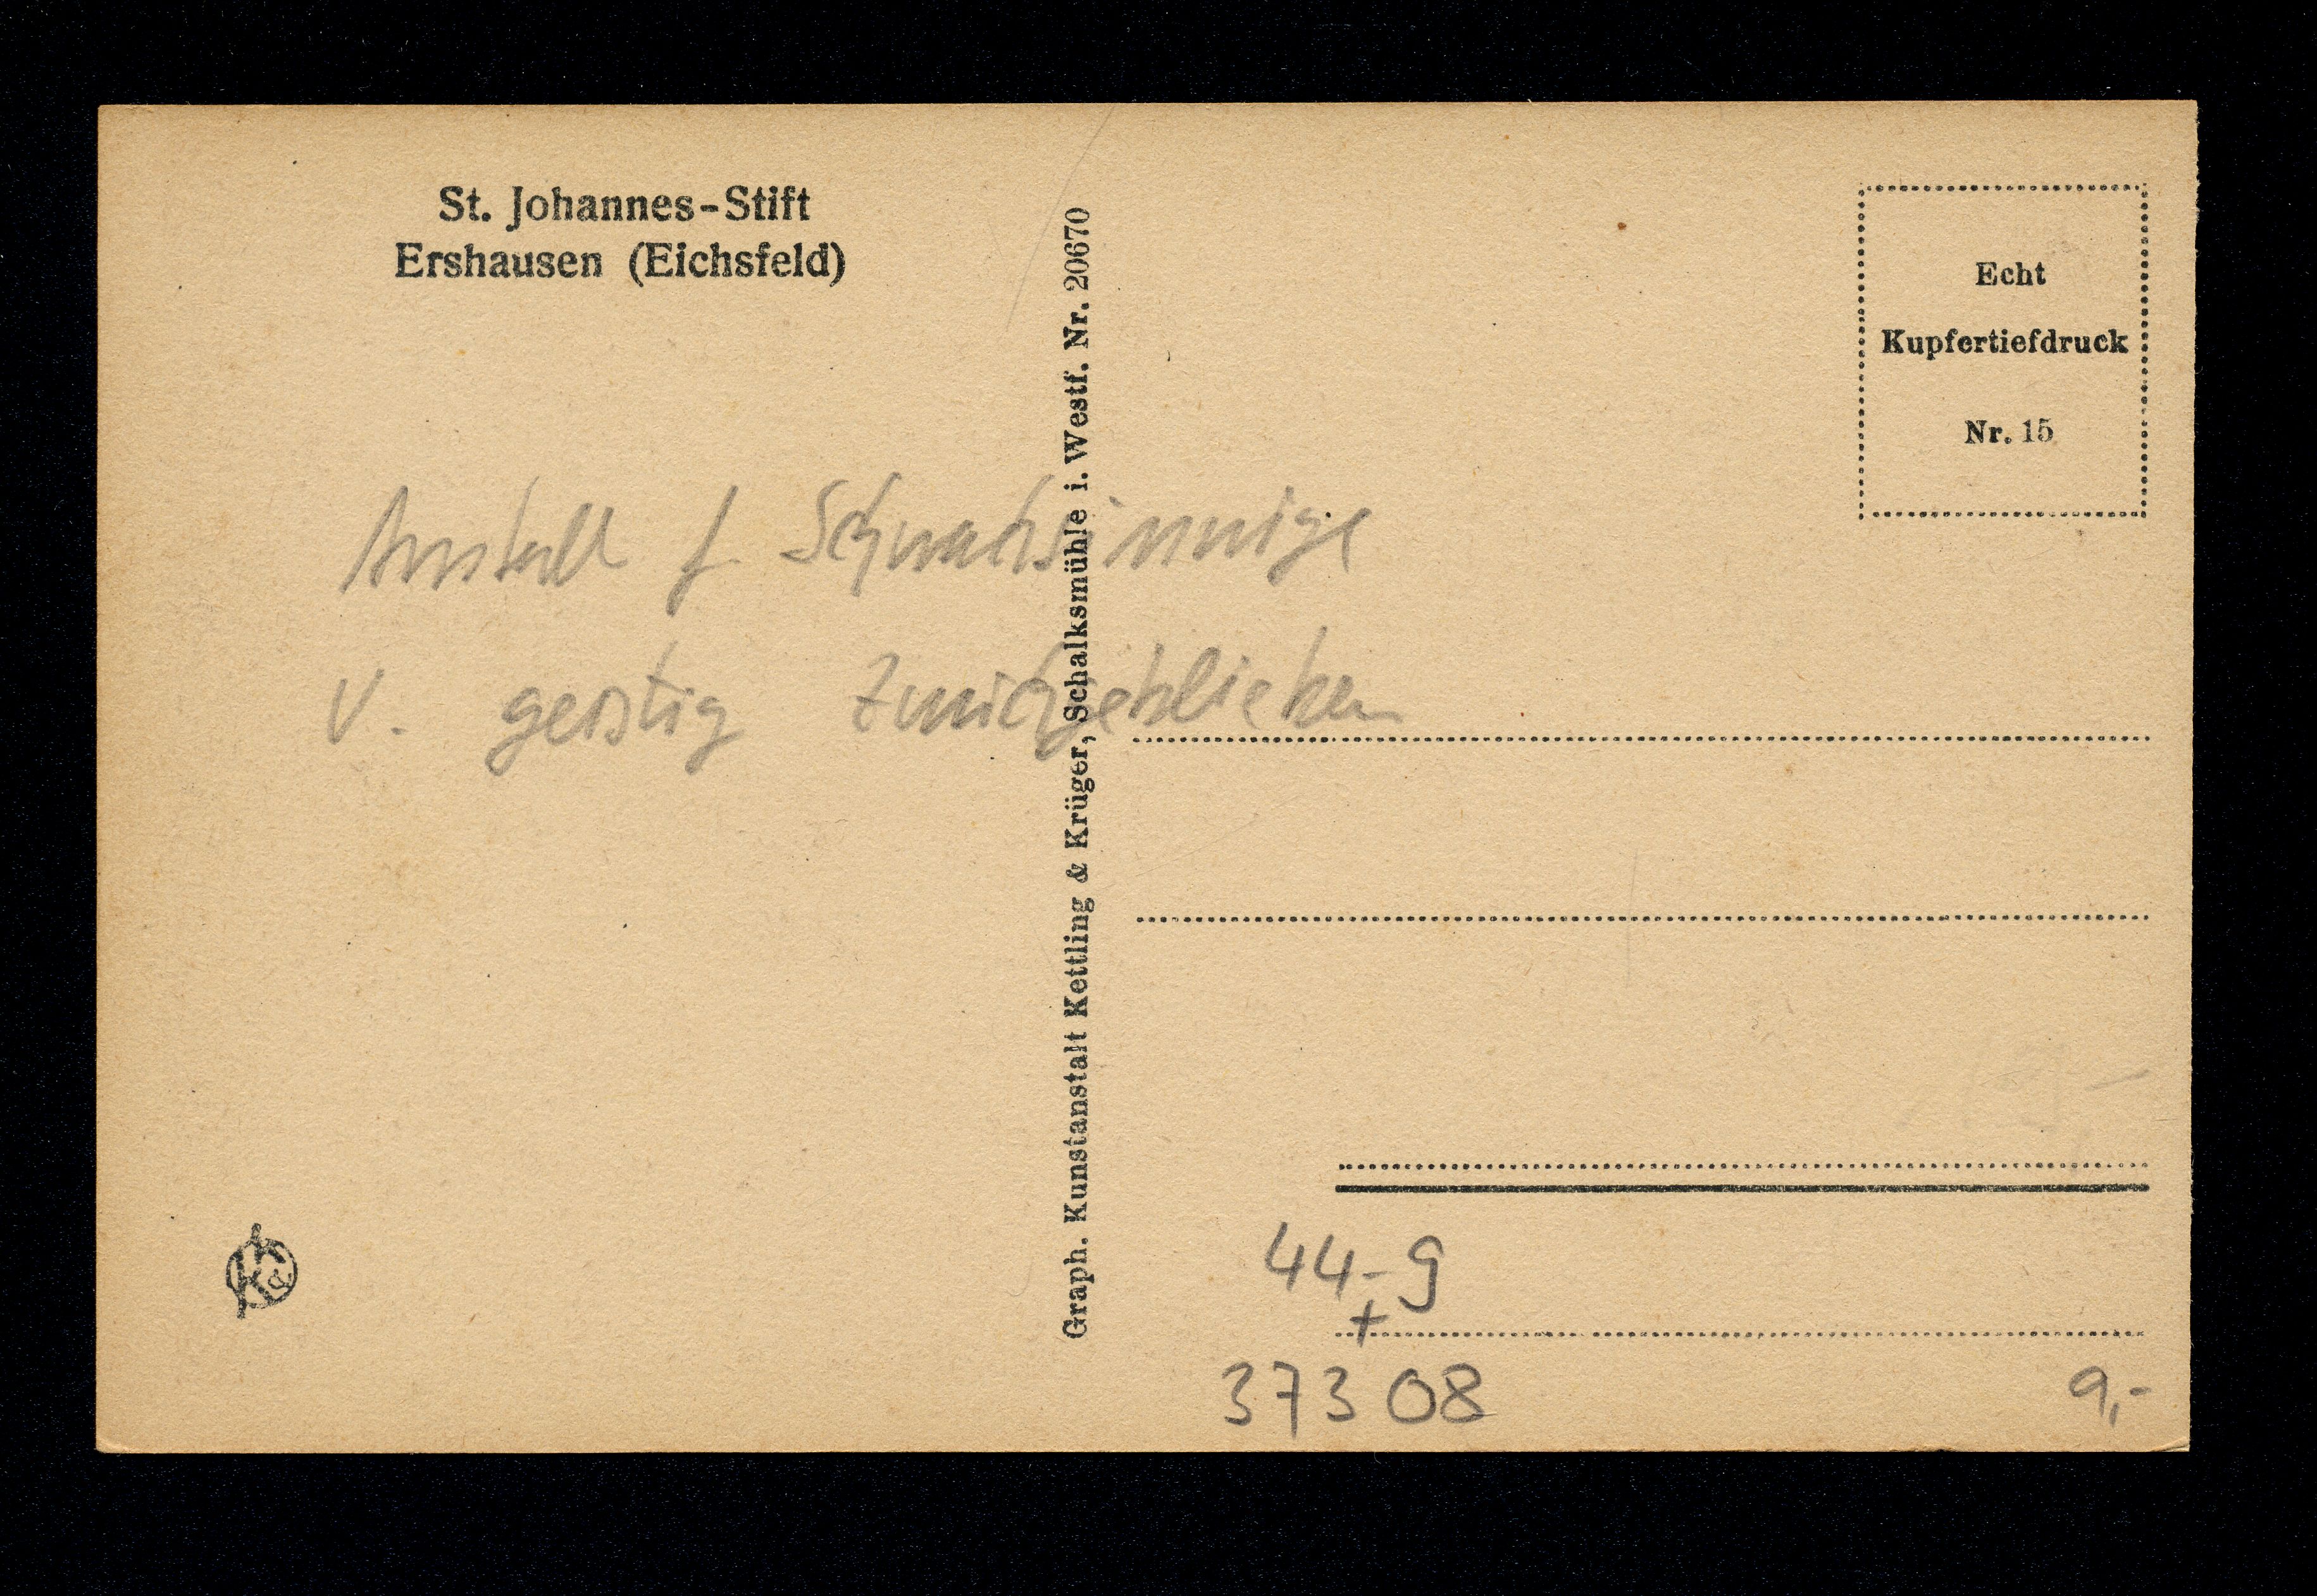 St. Johannes-Stift
Ershausen (Eichsfeld)
Anstalt f. Schwachsinnige
u. geistig Zurückgeblieben
Graph. Kunstanstalt Kettling & Krüger, Schalksmühle i. Westf. Nr. 20670
Echt
Kupfertiefdruck
Nr. 15
K&K
44-9
+
37308
9,-